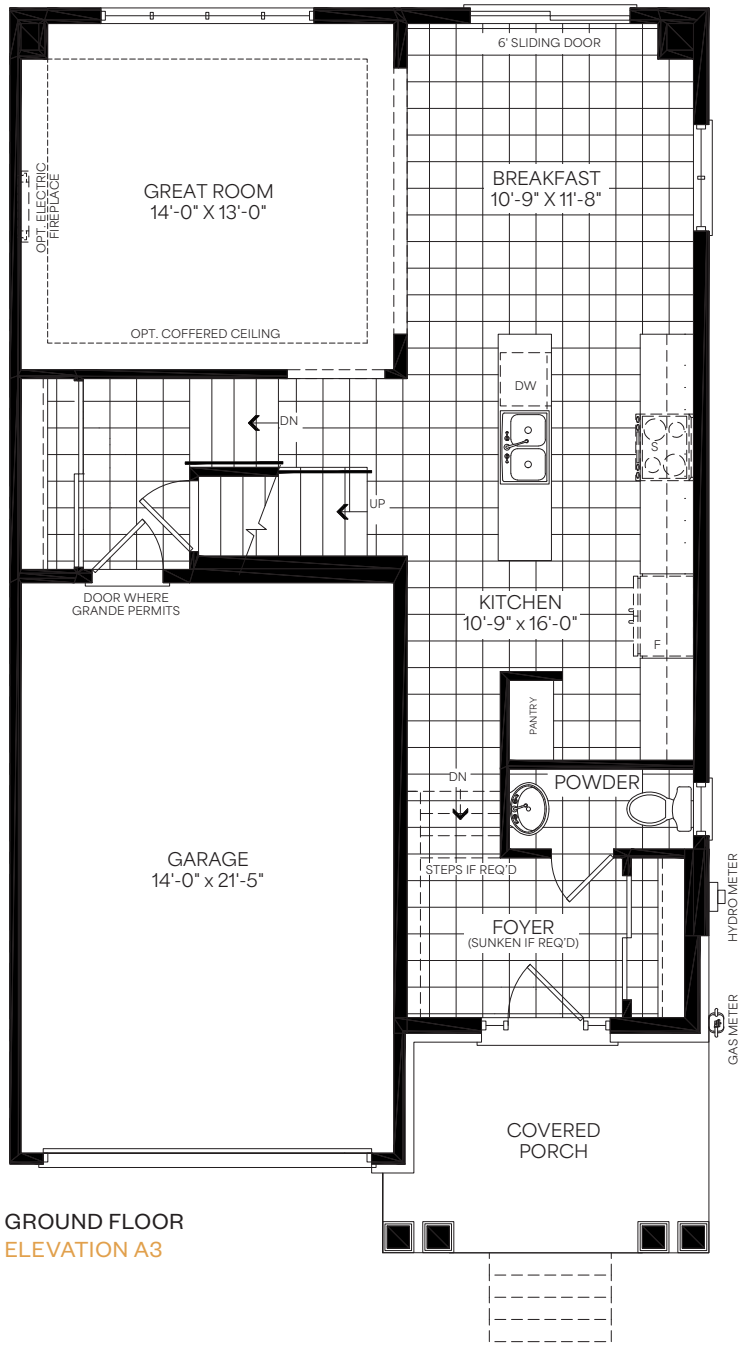 6' SLIDING DOOR
GREAT ROOM
14'-0" X 13'-0"
BREAKFAST
10'-9" X 11'-8"
OPT. ELECTRIC
FIREPLACE
OPT. COFFERED CEILING
DW
DN
S
UP
DOOR WHERE
GRANDE PERMITS
KITCHEN
10'-9" x 16'-0"
F
PANTRY
DN
POWDER
GARAGE
14'-0" x 21'-5"
STEPS IF REQ'D
HYDRO METER
FOYER
(SUNKEN IF REQ'D)
GAS METER
COVERED
PORCH
GROUND FLOOR
ELEVATION A3